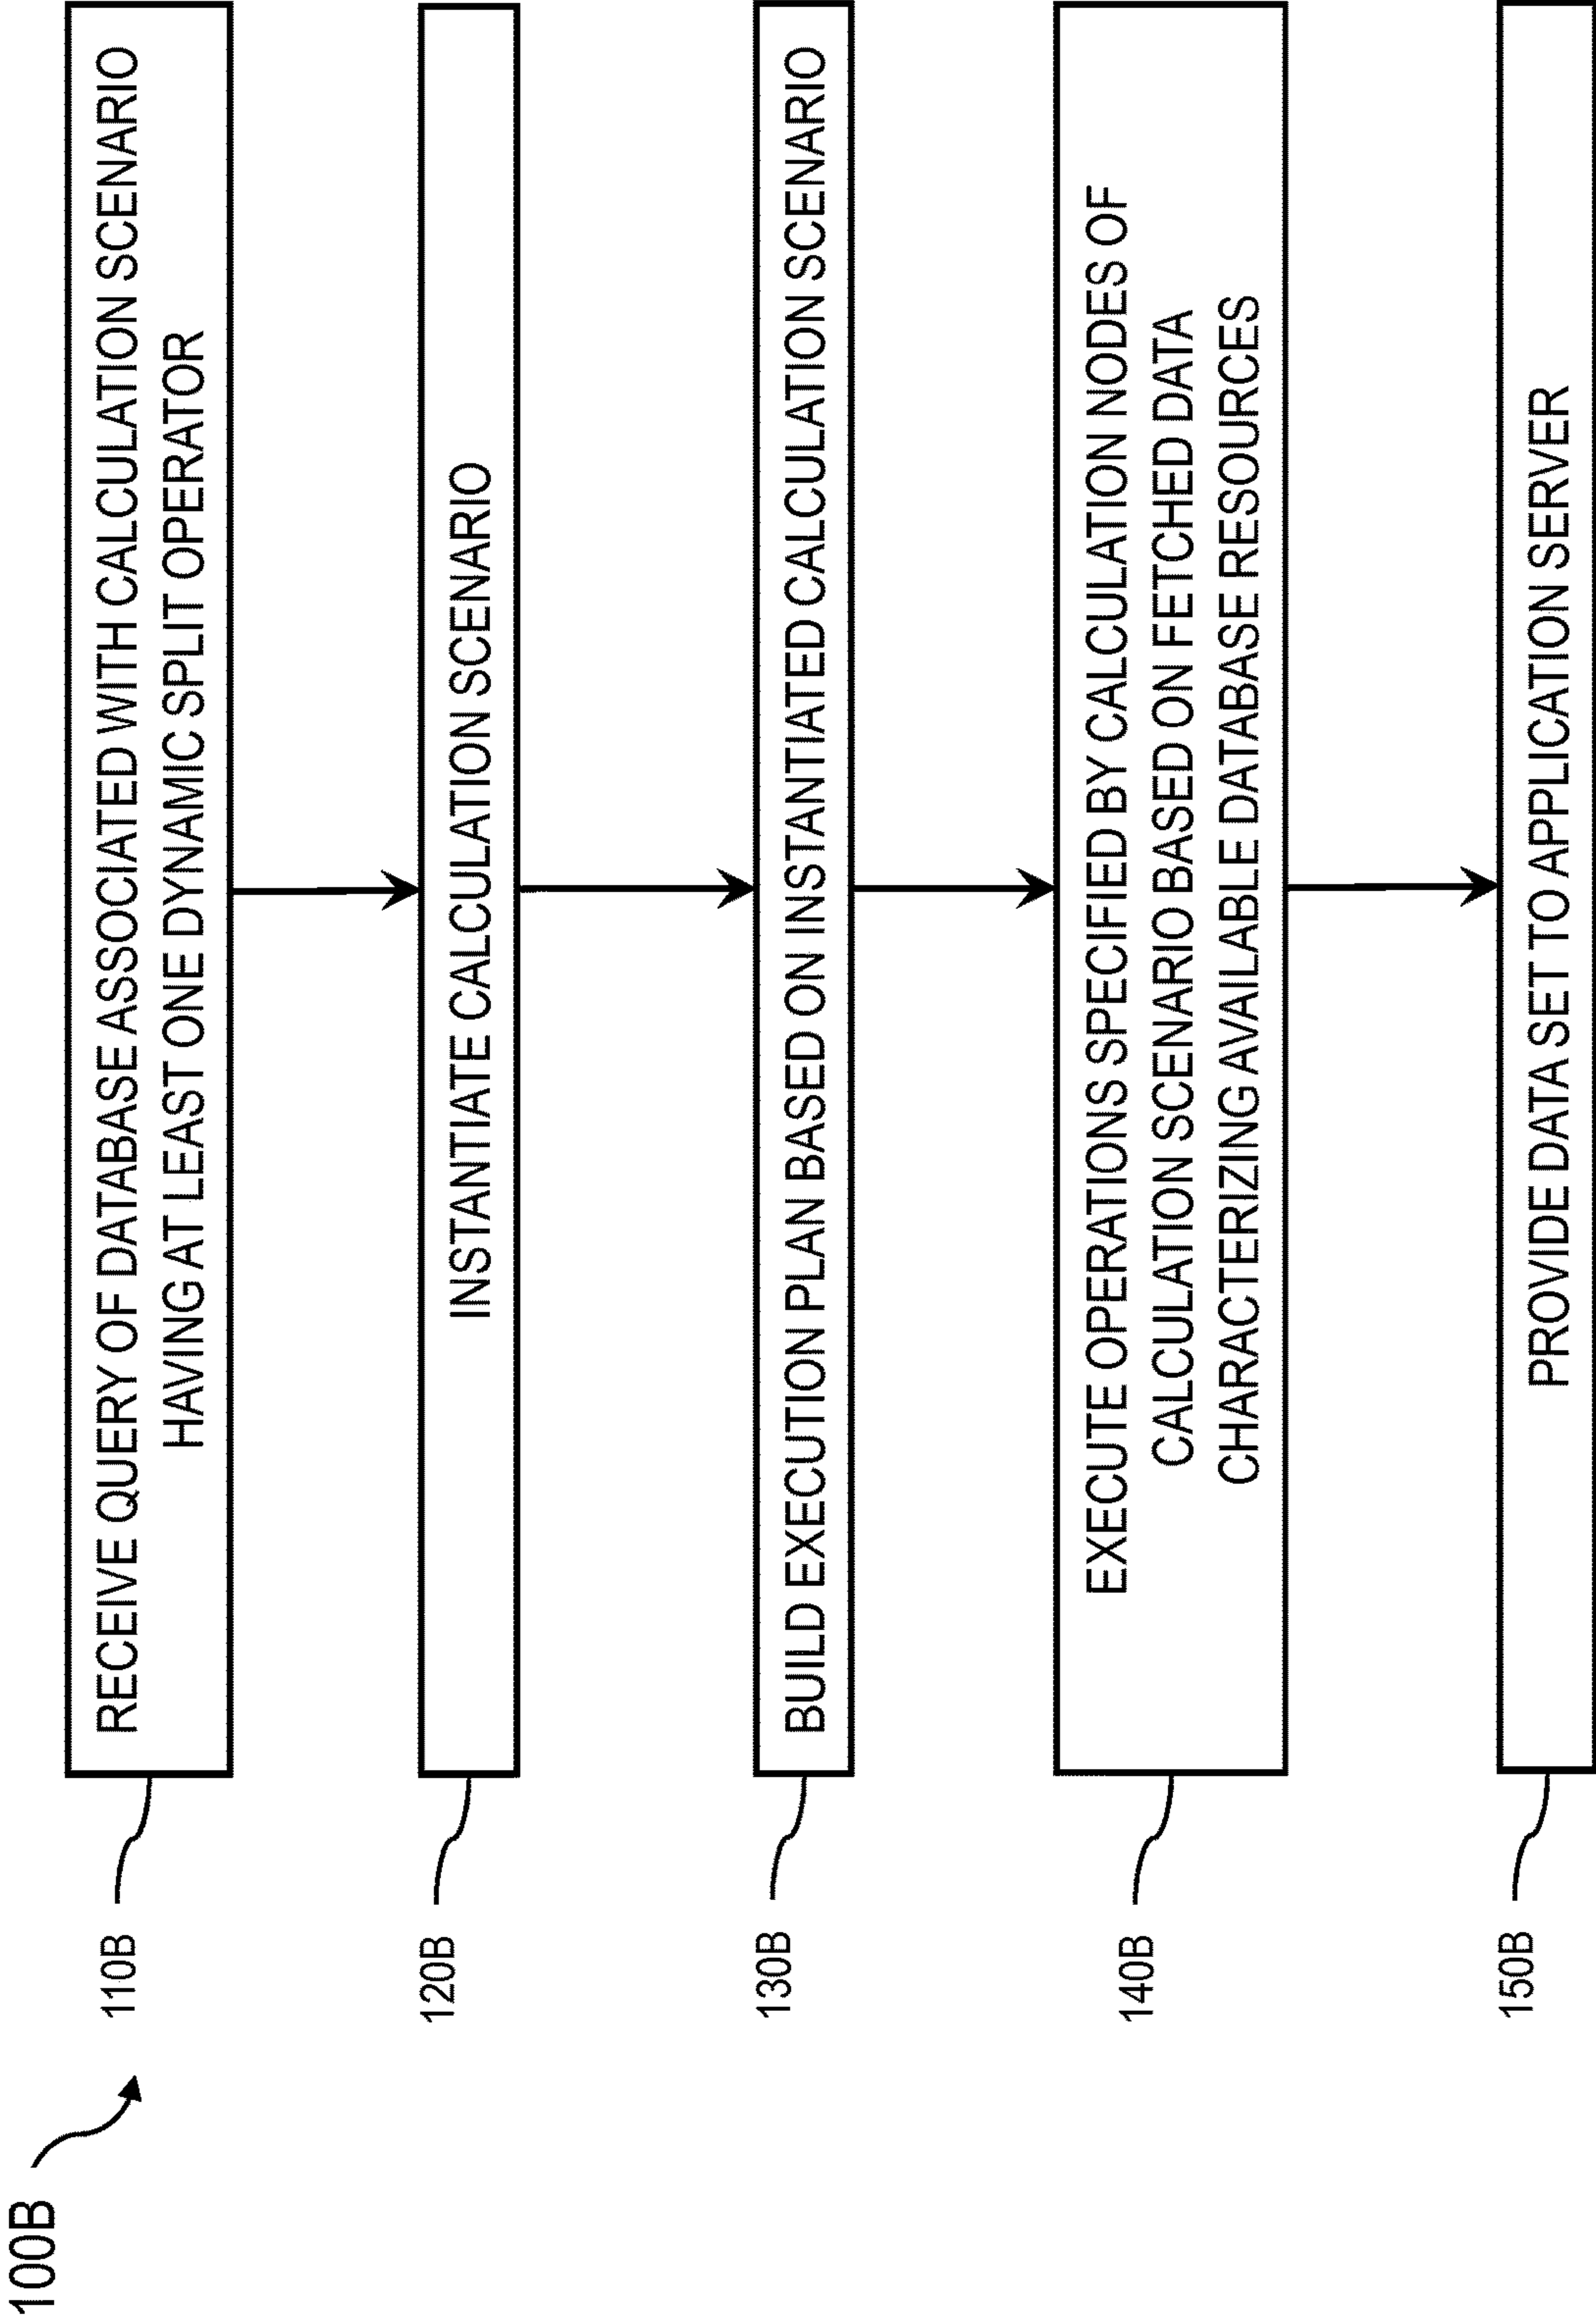 100B
110B
RECEIVE QUERY OF DATABASE ASSOCIATED WITH CALCULATION SCENARIO
HAVING AT LEAST ONE DYNAMIC SPLIT OPERATOR
120B
INSTANTIATE CALCULATION SCENARIO
130B
BUILD EXECUTION PLAN BASED ON INSTANTIATED CALCULATION SCENARIO
140B
EXECUTE OPERATIONS SPECIFIED BY CALCULATION NODES OF
CALCULATION SCENARIO BASED ON FETCHED DATA
CHARACTERIZING AVAILABLE DATABASE RESOURCES
150B
PROVIDE DATA SET TO APPLICATION SERVER